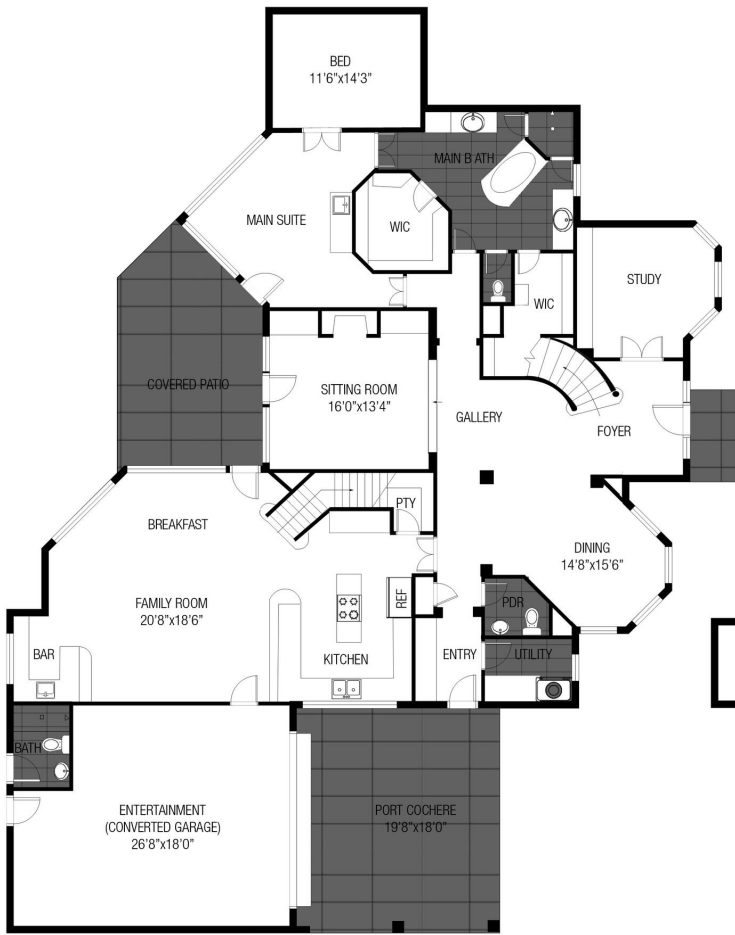 BED
11'6"x14'3"
MAIN B ATH
MAIN SUITE
WIC
STUDY
WIC
COVERED PATIO
SITTING ROOM
16'0"x13'4"
GALLERY
FOYER
PTY
BREAKFAST
DINING
14'8"x15'6"
FAMILY ROOM
20'8"x18'6"
REF
PDR
BAR
KITCHEN
ENTRY
UTILITY
BATH
ENTERTAINMENT
(CONVERTED GARAGE)
26'8"x18'0"
PORT COCHERE
19'8"x18'0"